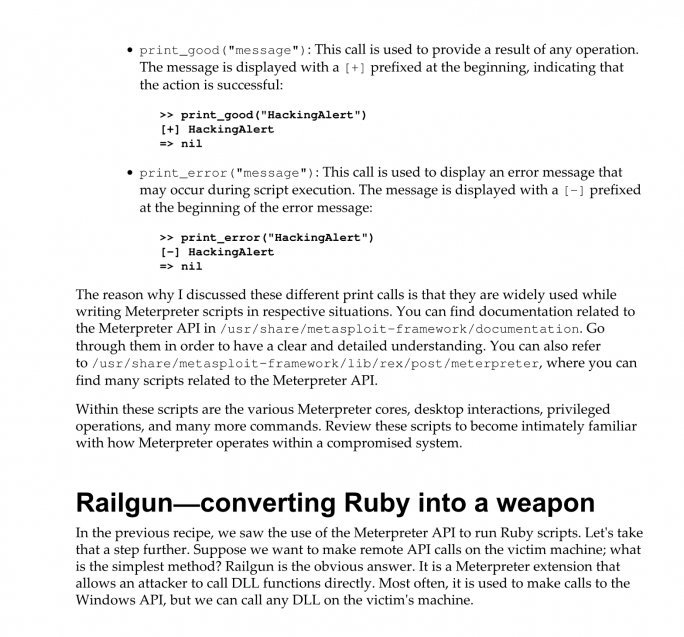 • print_good("message"): This call is used to provide a result of any operation.
The message is displayed with a [+] prefixed at the beginning, indicating that
the action is successful:
>> print_good("HackingAlert")
[+] HackingAlert
=> nil
• print_error("message"): This call is used to display an error message that
may occur during script execution. The message is displayed with a [-] prefixed
at the beginning of the error message:
>> print_error("HackingAlert")
[-] HackingAlert
=> nil
The reason why I discussed these different print calls is that they are widely used while
writing Meterpreter scripts in respective situations. You can find documentation related to
the Meterpreter API in /usr/share/metasploit-framework/documentation. Go
through them in order to have a clear and detailed understanding. You can also refer
to /usr/share/metasploit-framework/lib/rex/post/meterpreter, where you can
find many scripts related to the Meterpreter API.
Within these scripts are the various Meterpreter cores, desktop interactions, privileged
operations, and many more commands. Review these scripts to become intimately familiar
with how Meterpreter operates within a compromised system.
Railgun—converting Ruby into a weapon
In the previous recipe, we saw the use of the Meterpreter API to run Ruby scripts. Let's take
that a step further. Suppose we want to make remote API calls on the victim machine; what
is the simplest method? Railgun is the obvious answer. It is a Meterpreter extension that
allows an attacker to call DLL functions directly. Most often, it is used to make calls to the
Windows API, but we can call any DLL on the victim's machine.